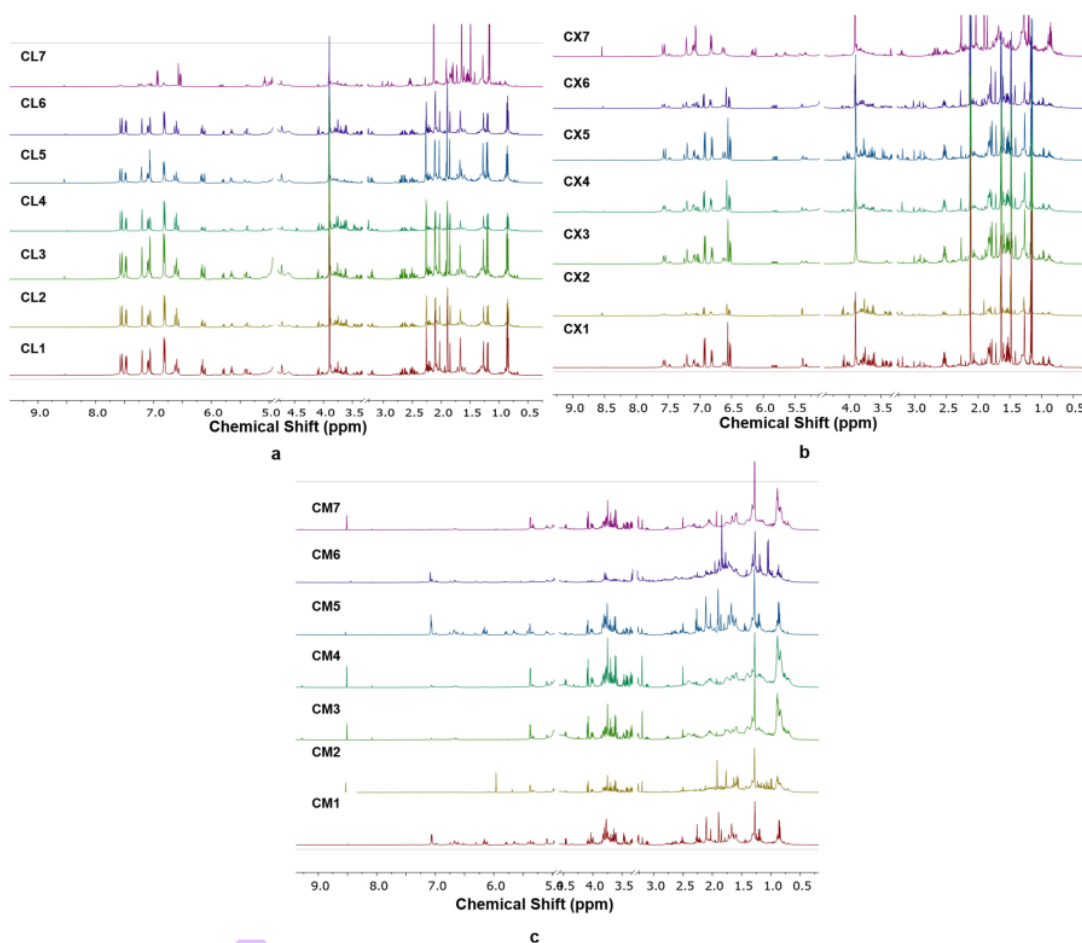 CL7
CL6
CL5
CL4
CL3
CL2
CL1
9.0 8.0 7.0 6.0 5.0 4.5 4.0 3.5 3.0 2.5 2.0 1.5 1.0 0.5
Chemical Shift (ppm)
a
CX7
CX6
CX5
CX4
CX3
CX2
CX1
9.0 8.5 8.0 7.5 7.0 6.5 6.0 5.5 4.0 3.5 3.0 2.5 2.0 1.5 1.0 0.5
Chemical Shift (ppm)
b
CM7
CM6
CM5
CM4
CM3
CM2
CM1
9.0 8.0 7.0 6.0 5.0 4.5 4.0 3.5 3.0 2.5 2.0 1.5 1.0 0.5
Chemical Shift (ppm)
c